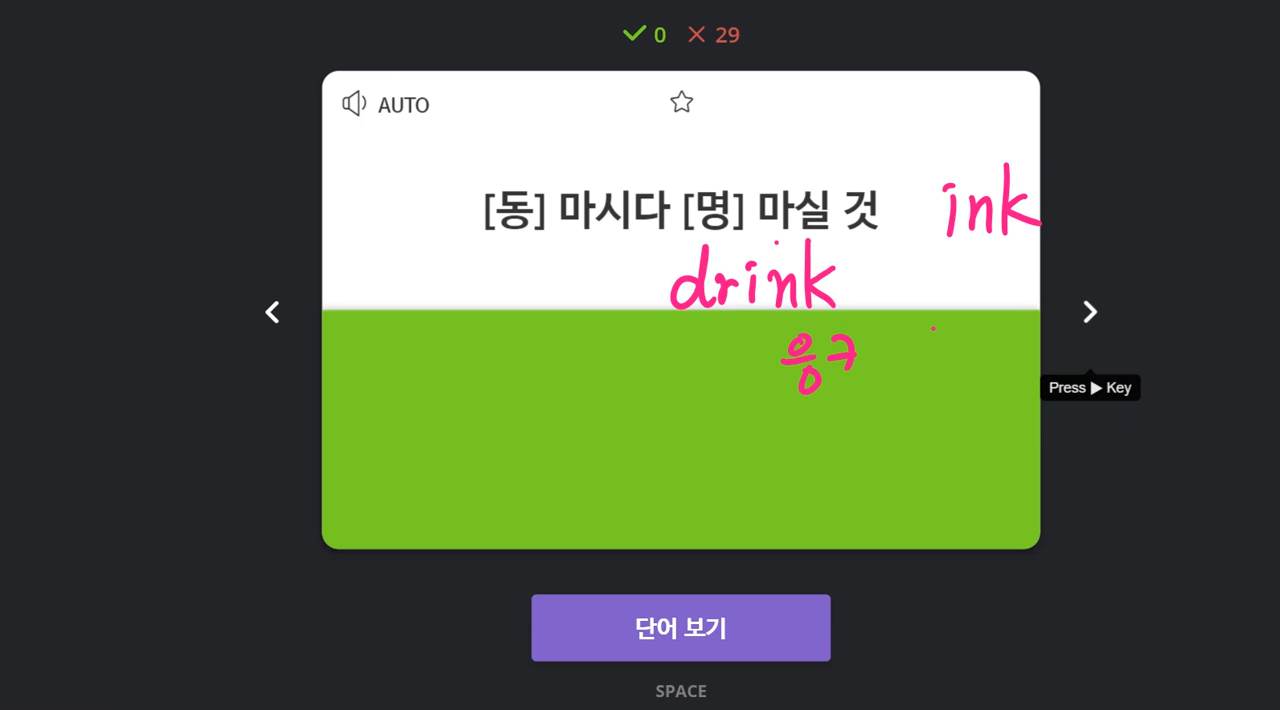 0 29
AUTO
[동] 마시다 [명] 마실 것
ink
drink
응크
Press ▶ Key
단어 보기
SPACE